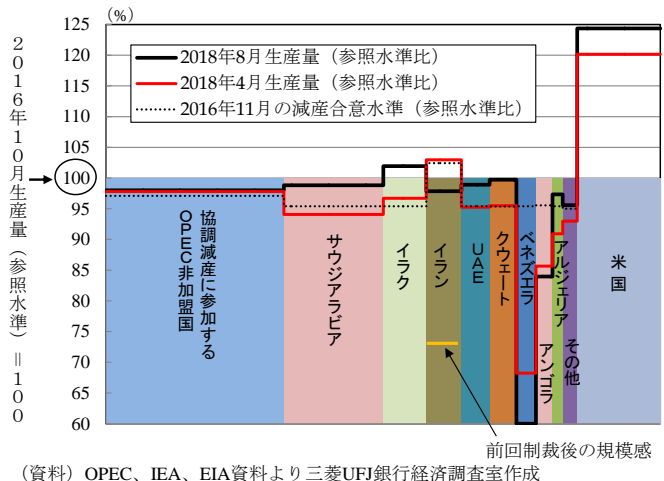 (%)
2016年10月生産量（参照水準）＝100
125
120
115
110
105
100
95
90
85
80
75
70
65
60
2018年8月生産量（参照水準比）
2018年4月生産量（参照水準比）
2016年11月の減産合意水準（参照水準比）
協調減産に参加する
OPEC非加盟国
サウジアラビア
イラク
イラン
UAE
クウェート
ベネズエラ
アンゴラ
アルジェリア
その他
米国
前回制裁後の規模感
（資料）OPEC、IEA、EIA資料より三菱UFJ銀行経済調査室作成